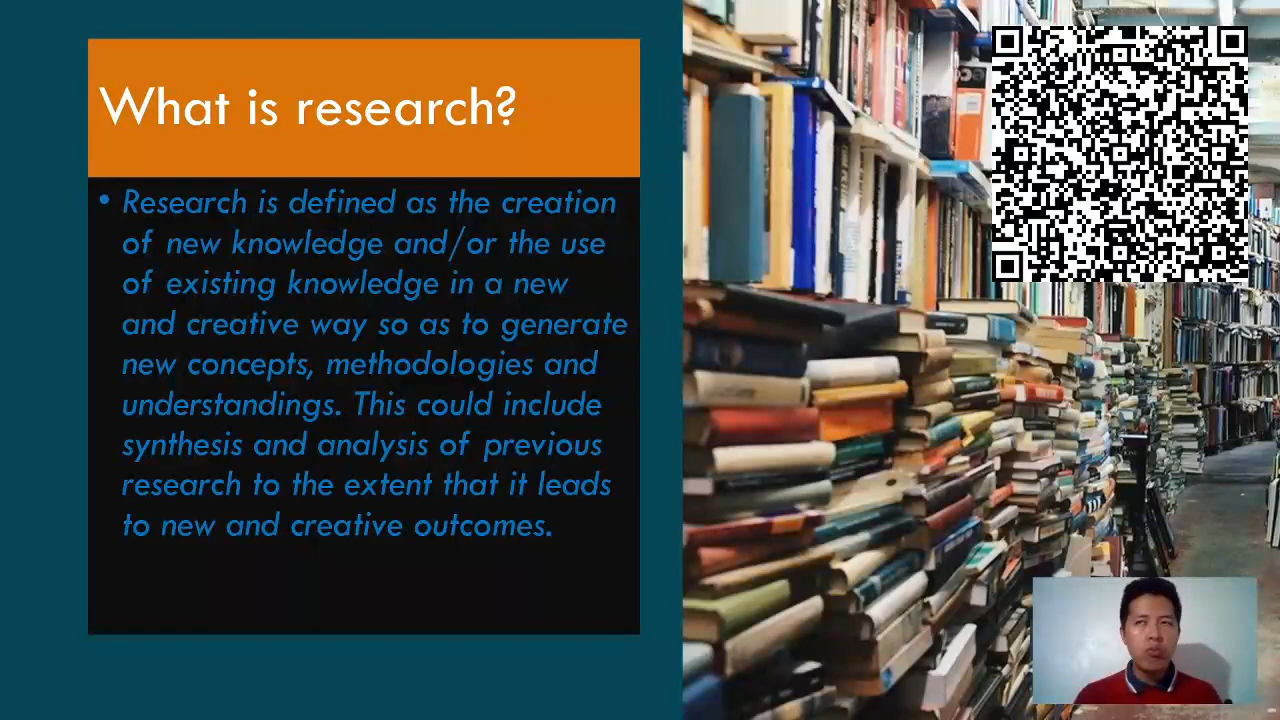 What is research?
• Research is defined as the creation
of new knowledge and/or the use
of existing knowledge in a new
and creative way so as to generate
new concepts, methodologies and
understandings. This could include
synthesis and analysis of previous
research to the extent that it leads
to new and creative outcomes.